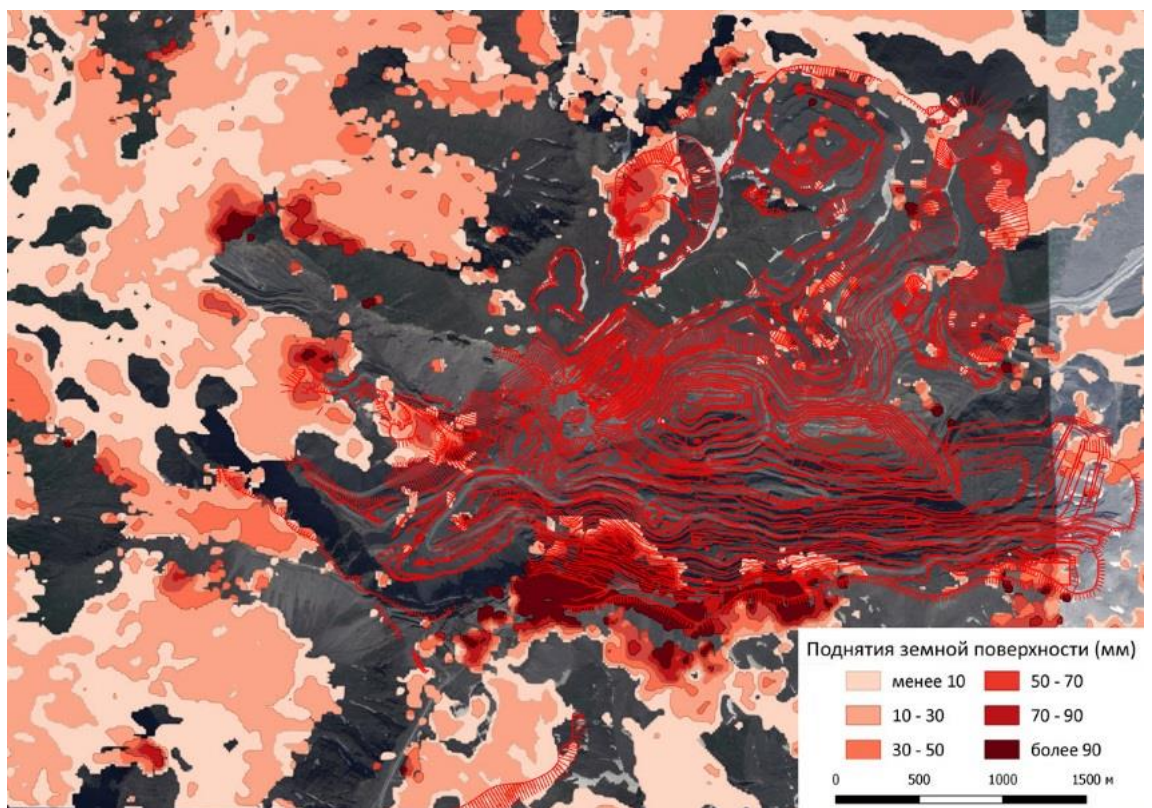 Поднятия земной поверхности (мм)
менее 10
50 - 70
10 - 30
70 - 90
30 - 50
более 90
0 500 1000 1500 м